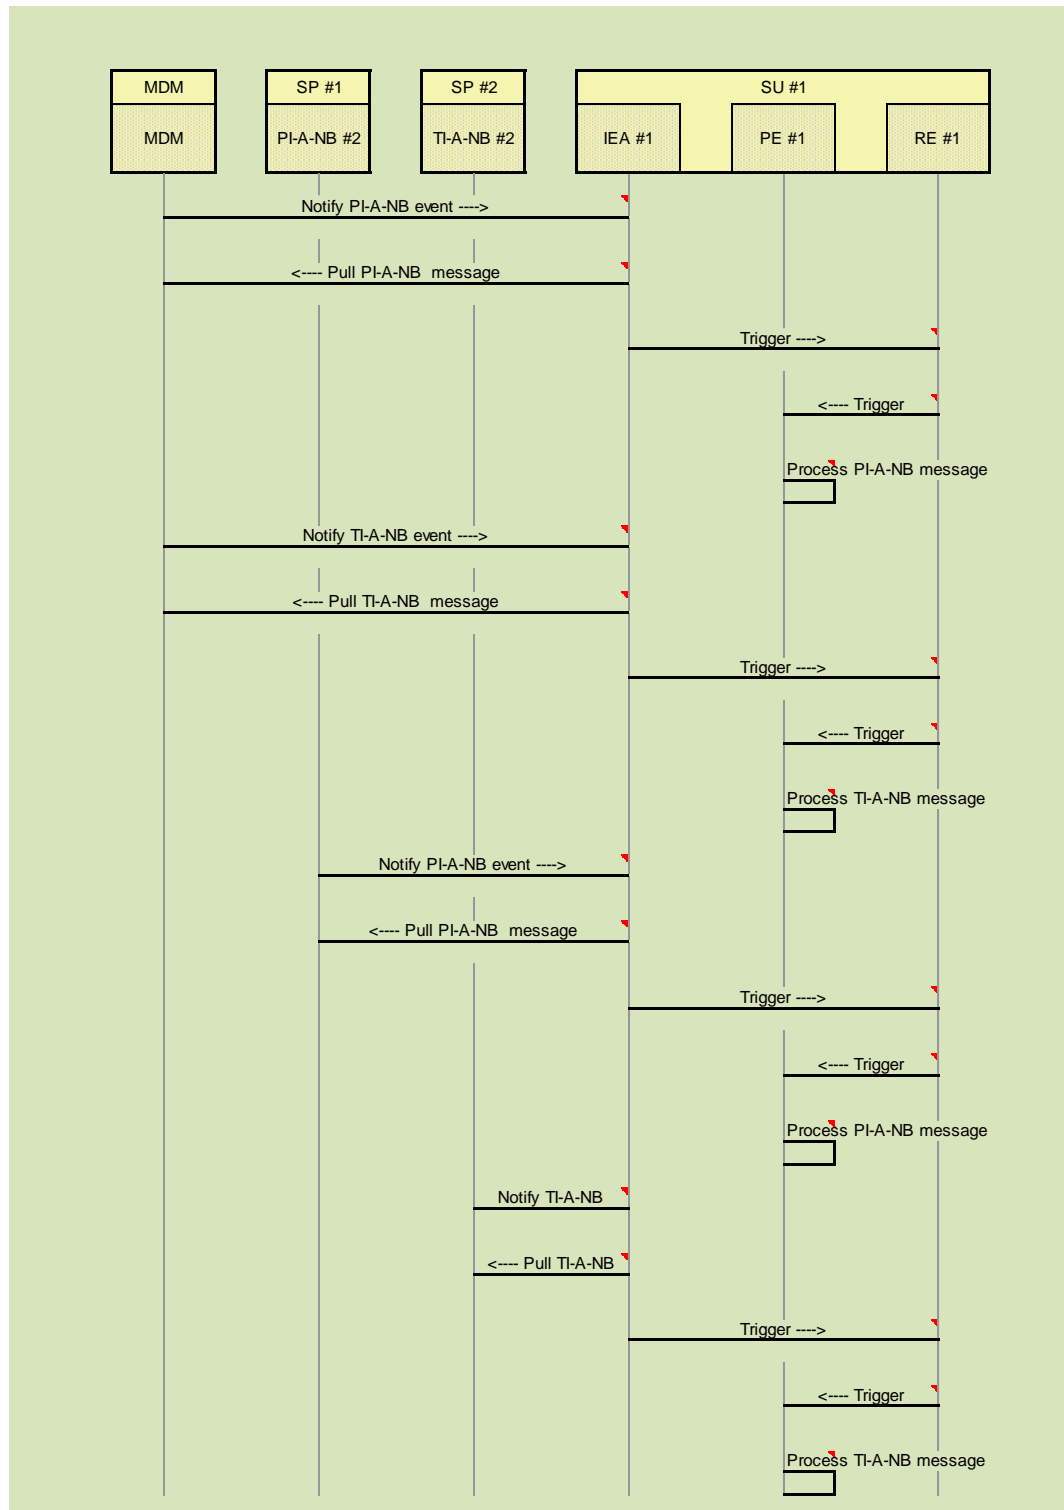 MDM SP #1 SP #2 SU #1
MDM PI-A-NB #2 TI-A-NB #2 IEA #1 PE #1 RE #1
Notify PI-A-NB event ---->
<---- Pull PI-A-NB message
Trigger ---->
<---- Trigger
Process PI-A-NB message
Notify TI-A-NB event ---->
<---- Pull TI-A-NB message
Trigger ---->
<---- Trigger
Process TI-A-NB message
Notify PI-A-NB event ---->
<---- Pull PI-A-NB message
Trigger ---->
<---- Trigger
Process PI-A-NB message
Notify TI-A-NB
<---- Pull TI-A-NB
Trigger ---->
<---- Trigger
Process TI-A-NB message